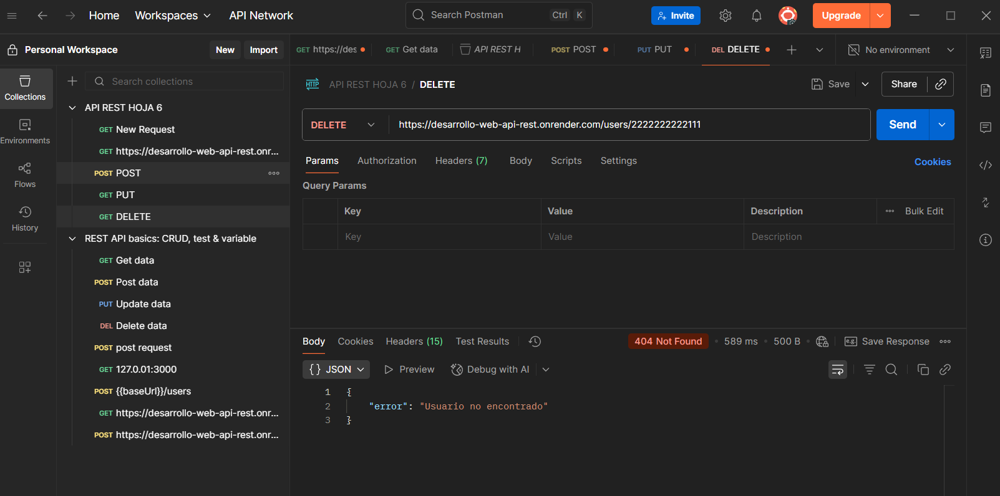 Home
Workspaces
API Network
Search Postman
Ctrl
K
Invite
Upgrade
Personal Workspace
New
Import
GET https://des
GET Get data
API REST H
POST POST
PUT PUT
DEL DELETE
No environment
Collections
Environments
Flows
History
Search collections
API REST HOJA 6
GET New Request
GET https://desarrollo-web-api-rest.onr...
POST POST
GET PUT
GET DELETE
REST API basics: CRUD, test & variable
GET Get data
POST Post data
PUT Update data
DEL Delete data
POST post request
GET 127.0.01:3000
POST {{baseUrl}}/users
GET https://desarrollo-web-api-rest.onr...
POST https://desarrollo-web-api-rest.onr...
HTTP
API REST HOJA 6 / DELETE
Save
Share
DELETE
https://desarrollo-web-api-rest.onrender.com/users/2222222222111
Send
Params
Authorization
Headers (7)
Body
Scripts
Settings
Cookies
Query Params
Key
Value
Description
Bulk Edit
Key
Value
Description
Body
Cookies
Headers (15)
Test Results
404 Not Found
589 ms
500 B
e.g.
Save Response
{} JSON
Preview
Debug with AI
1 {
2 "error": "Usuario no encontrado"
3 }